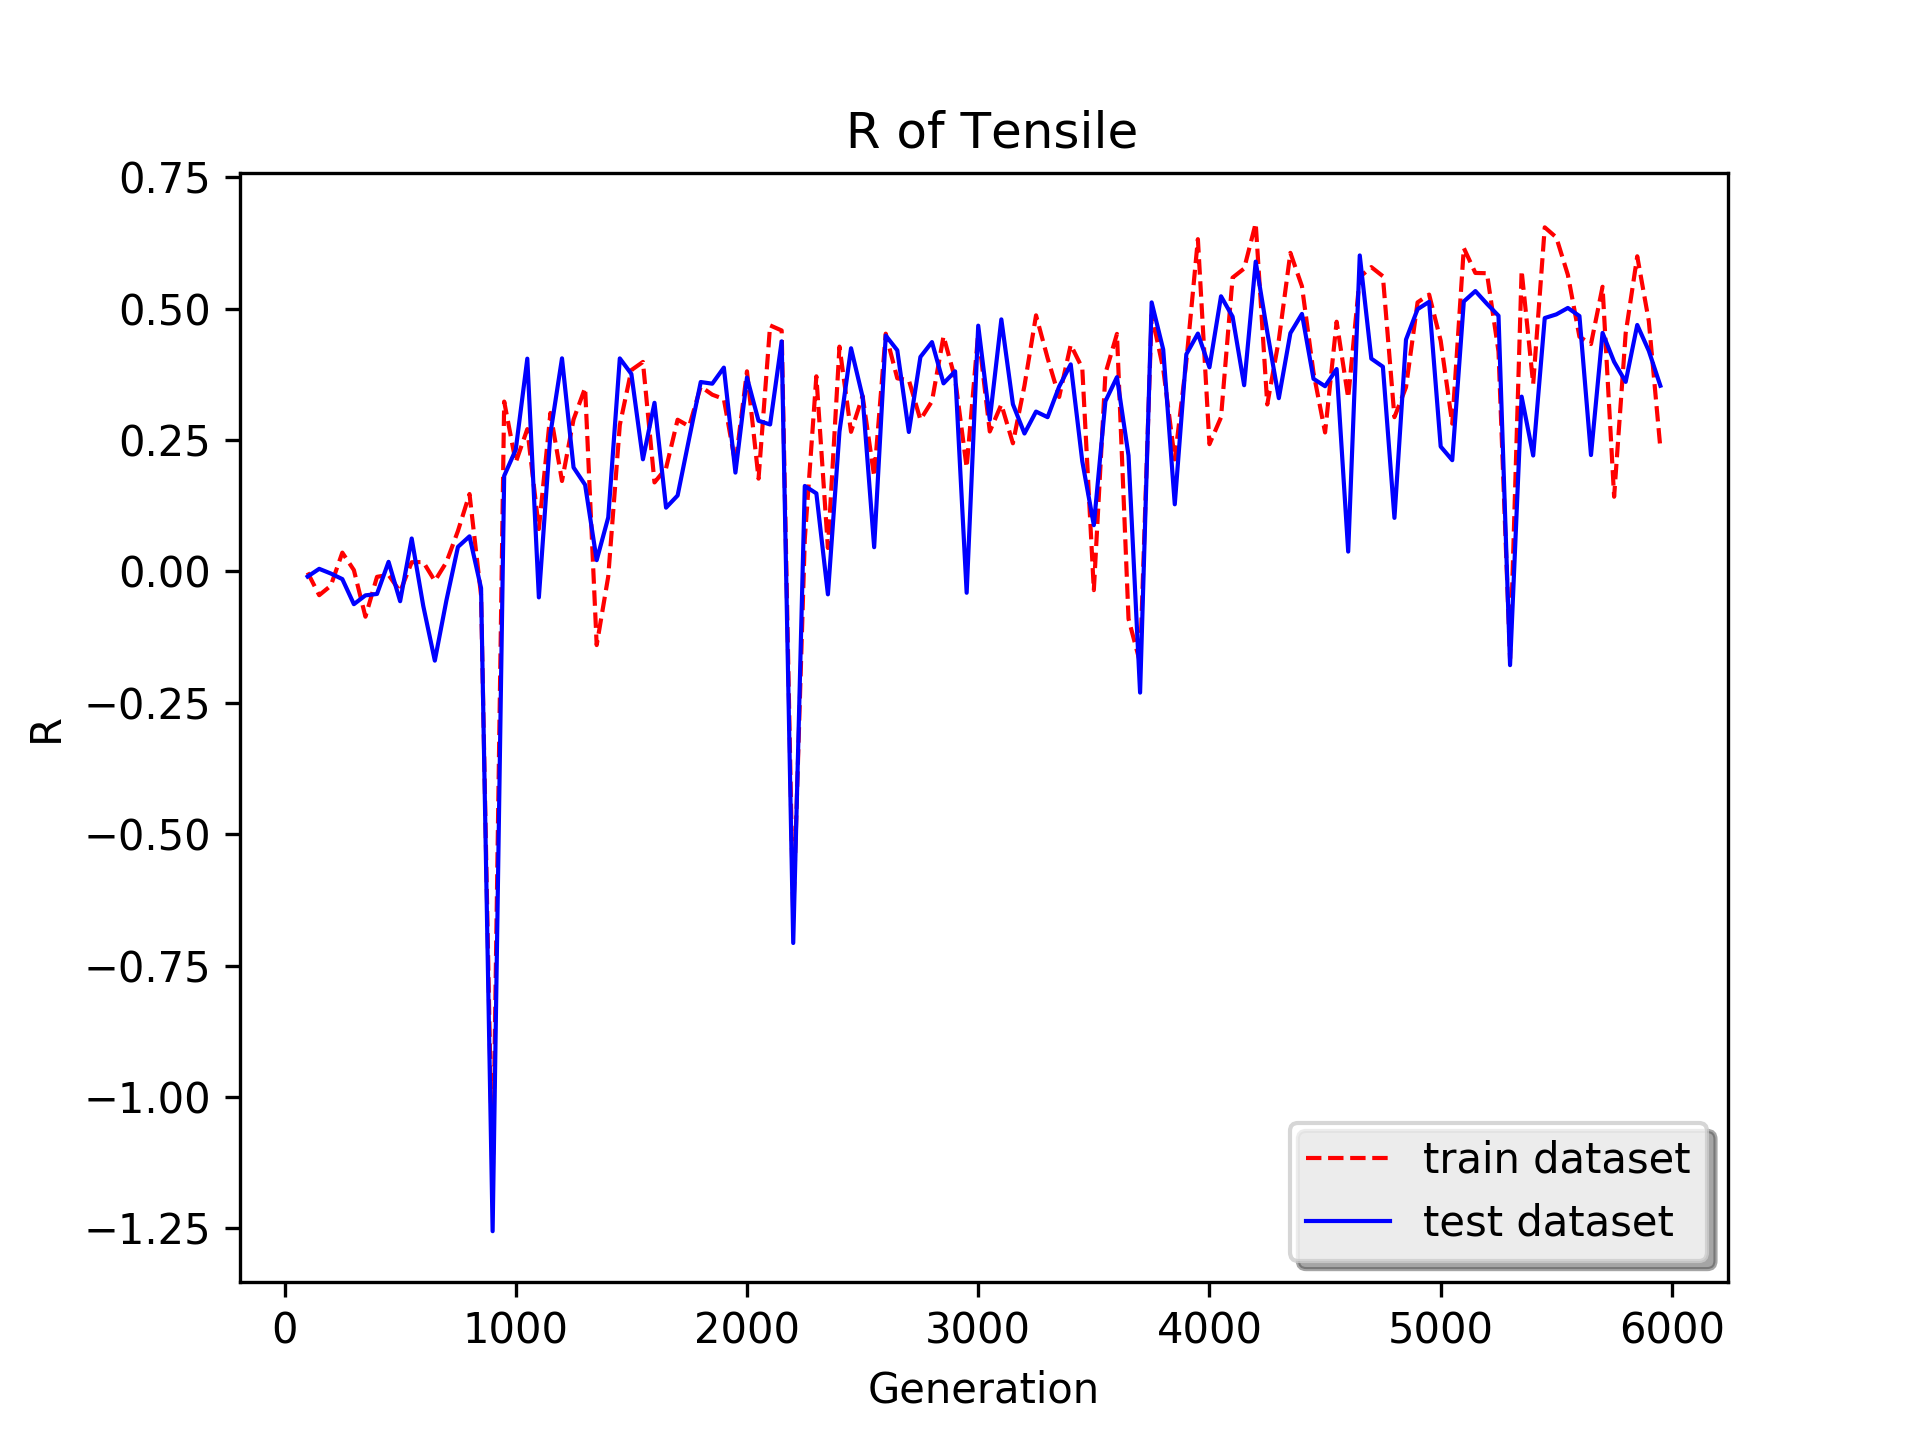 R of Tensile
0.75
0.50
0.25
0.00
−0.25
−0.50
−0.75
−1.00
−1.25
R
0 1000 2000 3000 4000 5000 6000
Generation
train dataset
test dataset